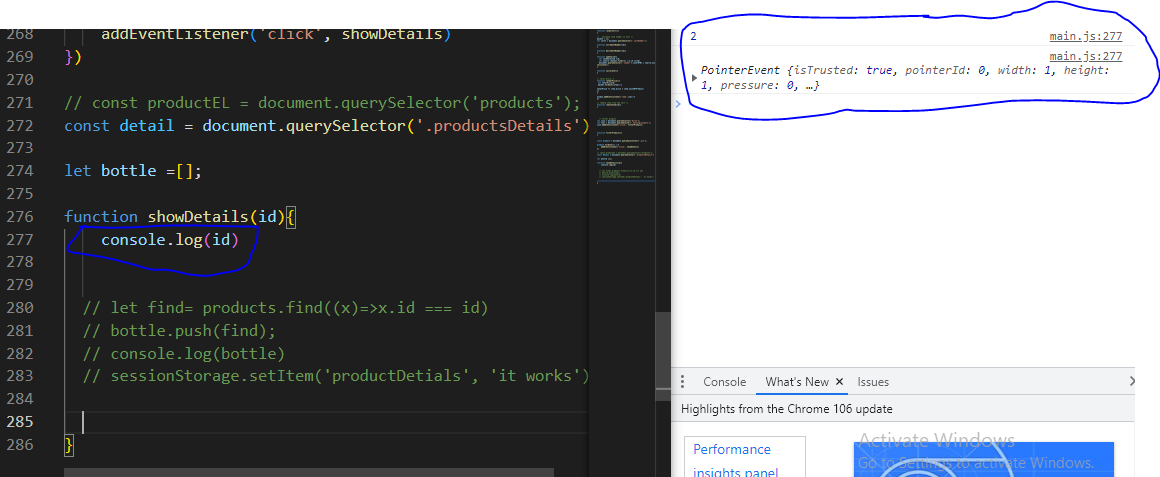 268 addEventListener('click', showDetails)
269 })
270
271 // const productEL = document.querySelector('products');
272 const detail = document.querySelector('.productsDetails')
273
274 let bottle =[];
275
276 function showDetails(id){
277 console.log(id)
278
279
280 // let find= products.find((x)=>x.id === id)
281 // bottle.push(find);
282 // console.log(bottle)
283 // sessionStorage.setItem('productDetials', 'it works')
284
285
286 }
2 main.js:277
main.js:277
PointerEvent {isTrusted: true, pointerId: 0, width: 1, height:
1, pressure: 0, …}
Console What's New Issues
Highlights from the Chrome 106 update
Performance
insights panel
Activate Windows
Go to Settings to activate Windows.